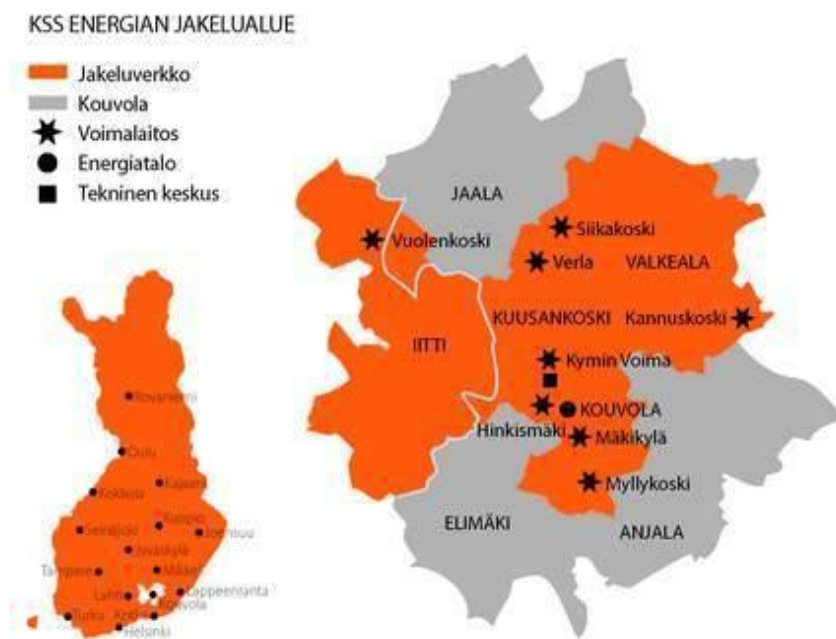 KSS ENERGIAN JAKELUALUE
Jakeluverkko
Kouvola
Voimalaitos
Energiatalo
Tekninen keskus
JAALA
Vuolenkoski
Siikakoski
Verla
VALKEALA
KUUSANKOSKI
Kannuskoski
IITTI
Kymin Voima
KOUVOLA
Hinkismäki
Mäkikylä
Myllykoski
ELIMÄKI
ANJALA
Rovaniemi
Oulu
Kajaani
Kokkola
Kuopio
Seinäjoki
Joensuu
Jyväskylä
Tampere
Mikkeli
Lahti
Lappeenranta
Kouvola
Turku
Kotka
Helsinki